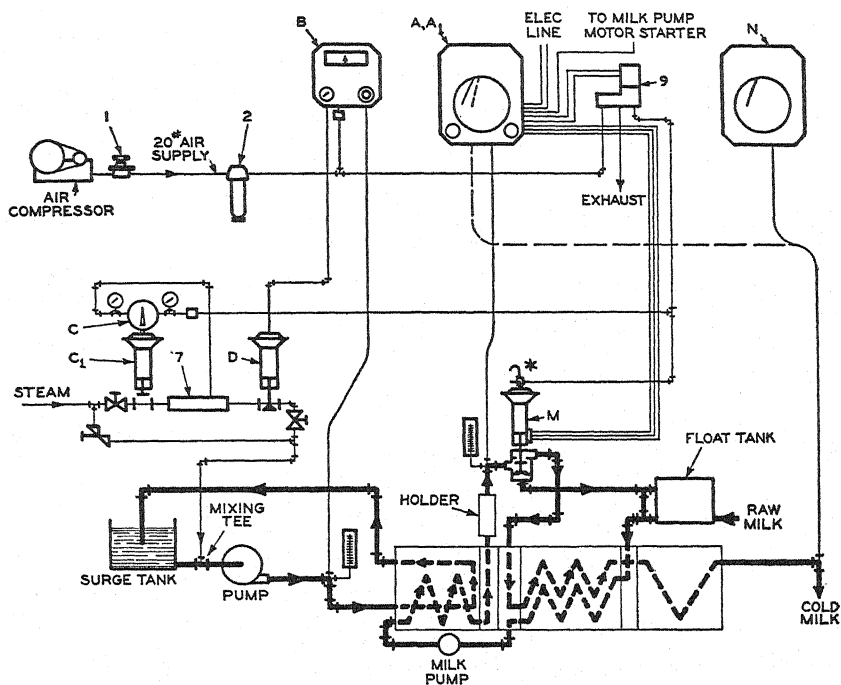 B
A,A₁
ELEC
LINE
TO MILK PUMP
MOTOR STARTER
N
9
1
20# AIR
SUPPLY
2
AIR
COMPRESSOR
EXHAUST
C
C₁
'7
D
*
M
STEAM
FLOAT TANK
HOLDER
MIXING
TEE
RAW
MILK
SURGE TANK
PUMP
COLD
MILK
MILK
PUMP